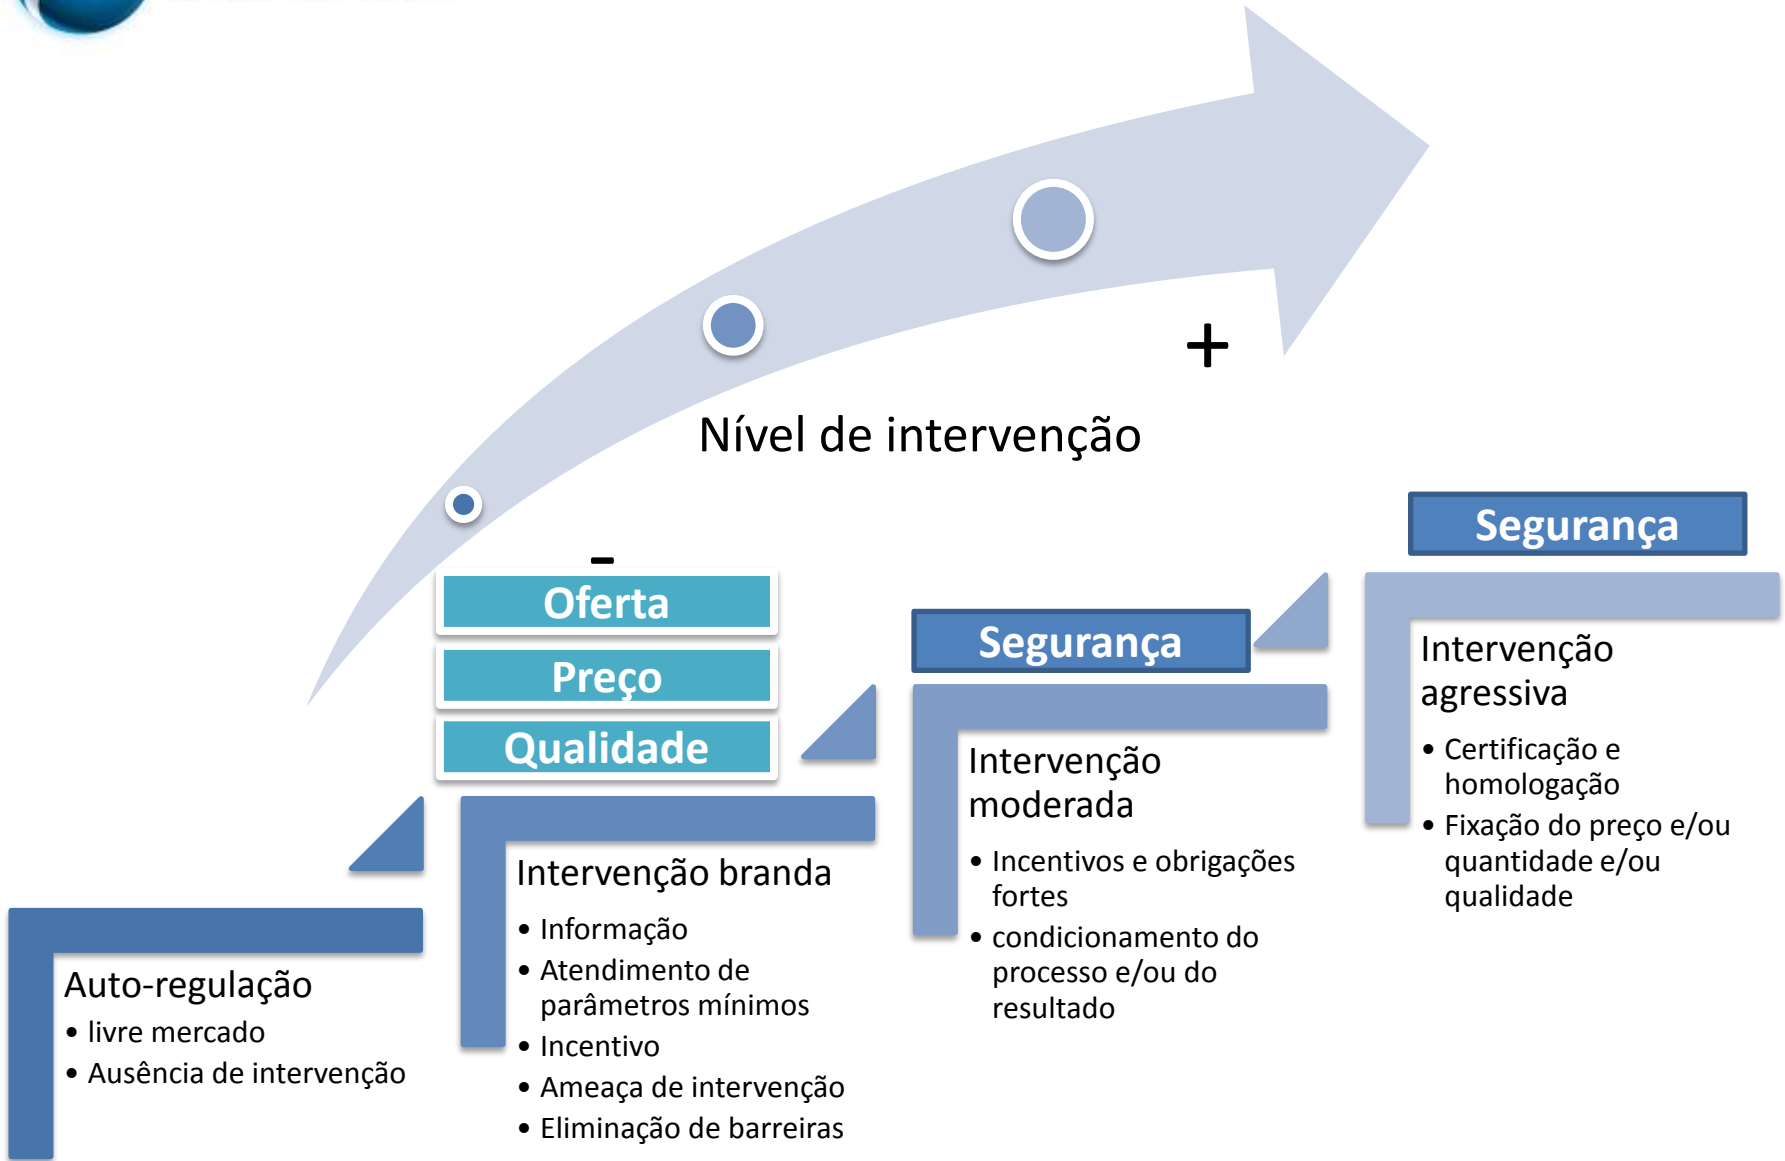 +
Nível de intervenção
-
Auto-regulação
• livre mercado
• Ausência de intervenção
Oferta
Preço
Qualidade
Intervenção branda
• Informação
• Atendimento de
parâmetros mínimos
• Incentivo
• Ameaça de intervenção
• Eliminação de barreiras
Segurança
Intervenção
moderada
• Incentivos e obrigações
fortes
• condicionamento do
processo e/ou do
resultado
Segurança
Intervenção
agressiva
• Certificação e
homologação
• Fixação do preço e/ou
quantidade e/ou
qualidade